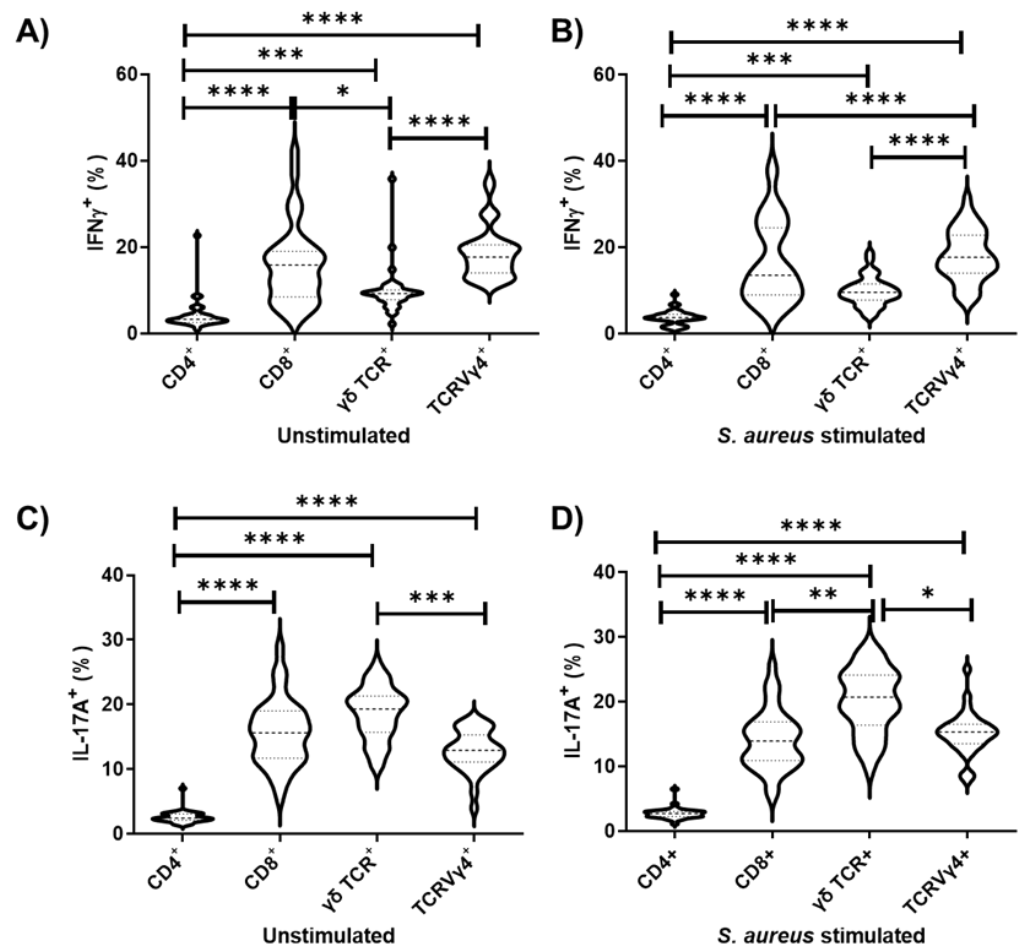 A)
****
***
**** *
****
60
40
20
0
IFNγ⁺ (%)
CD4⁺
CD8⁺
γδ TCR⁺
TCRVγ4⁺
Unstimulated
B)
****
***
**** ****
****
60
40
20
0
IFNγ⁺ (%)
CD4⁺
CD8⁺
γδ TCR⁺
TCRVγ4⁺
S. aureus stimulated
C)
****
****
**** ***
40
30
20
10
0
IL-17A⁺ (%)
CD4⁺
CD8⁺
γδ TCR⁺
TCRVγ4⁺
Unstimulated
D)
****
****
**** ** *
40
30
20
10
0
IL-17A⁺ (%)
CD4+
CD8+
γδ TCR+
TCRVγ4+
S. aureus stimulated